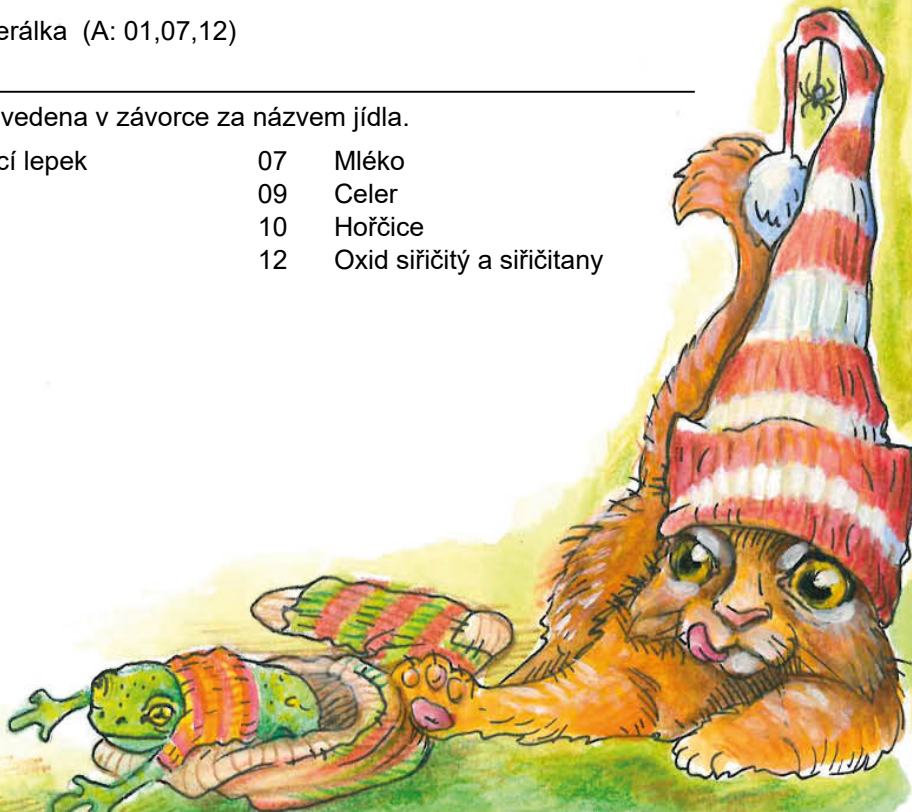 erálka (A: 01,07,12)
vedena v závorce za názvem jídla.
cí lepek 07 Mléko
09 Celer
10 Hořčice
12 Oxid siřičitý a siřičitany